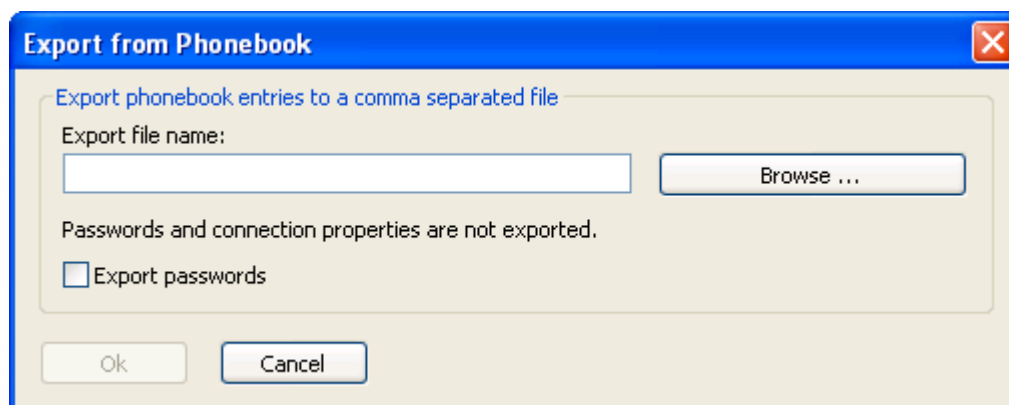 Export from Phonebook
Export phonebook entries to a comma separated file
Export file name:
Browse ...
Passwords and connection properties are not exported.
Export passwords
Ok
Cancel